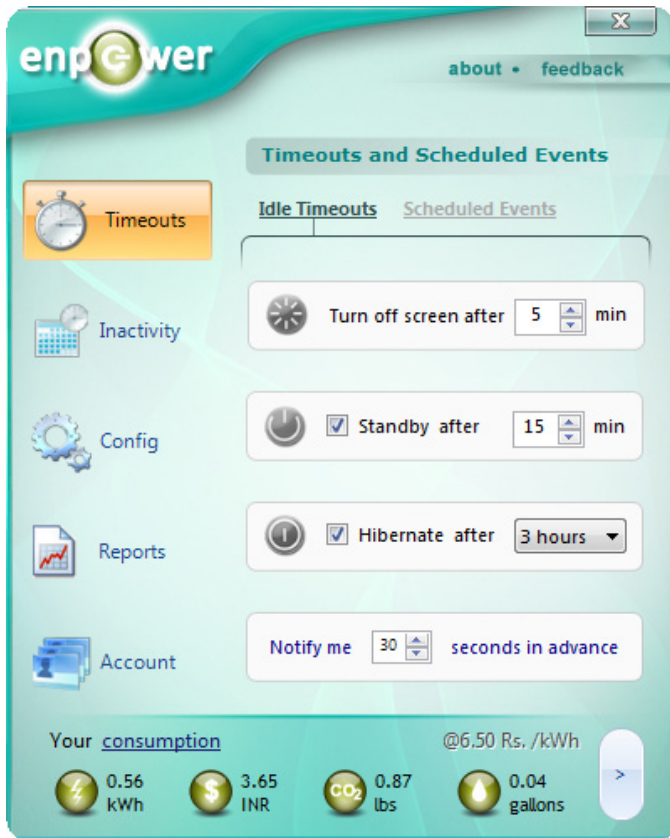 enpower
about • feedback
Timeouts and Scheduled Events
Timeouts
Idle Timeouts Scheduled Events
Turn off screen after 5 min
Inactivity
Standby after 15 min
Config
Hibernate after 3 hours
Reports
Notify me 30 seconds in advance
Account
Your consumption @6.50 Rs. /kWh
0.56 kWh $ 3.65 INR CO2 0.87 lbs 0.04 gallons >